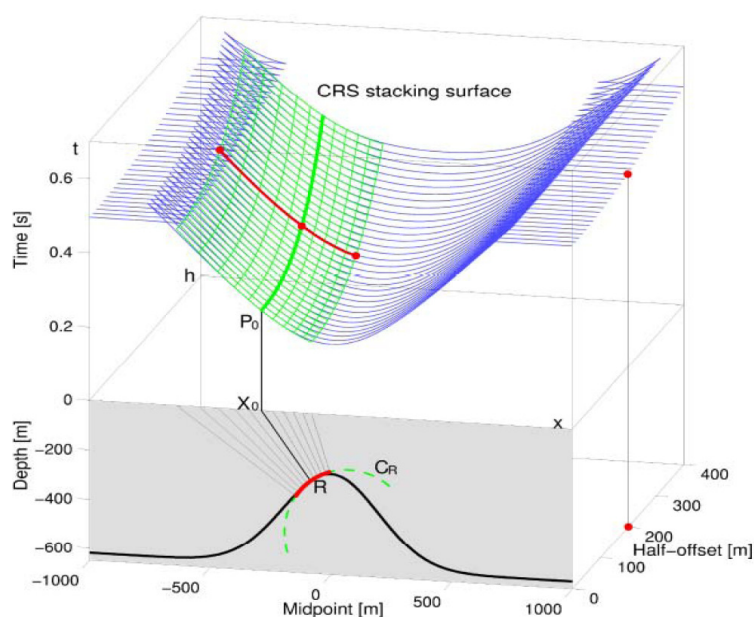 CRS stacking surface
t
0.6
Time [s]
0.4
h
P0
0.2
0
X0
x
Depth [m]
−200
−400
−600
CR
R
400
300
200
100
0
Half−offset [m]
−1000
−500
0
500
1000
Midpoint [m]